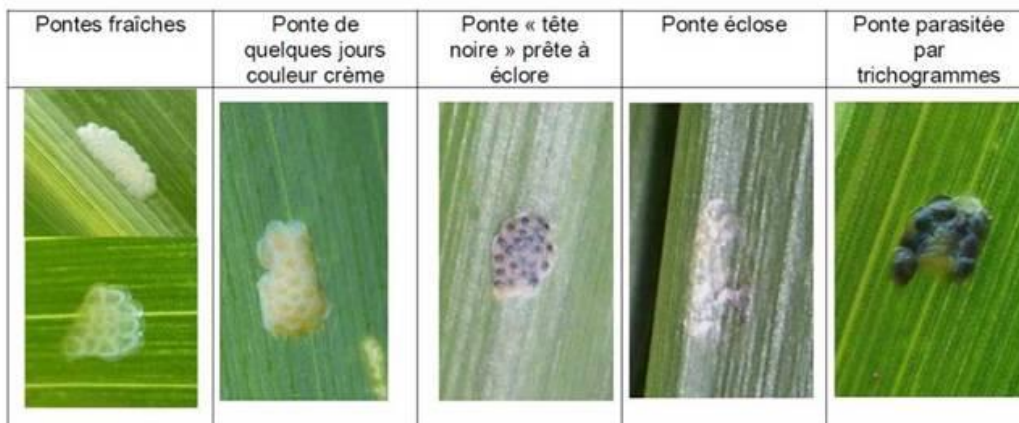 Pontes fraîches
Ponte de
quelques jours
couleur crème
Ponte « tête
noire » prête à
éclore
Ponte éclose
Ponte parasitée
par
trichogrammes